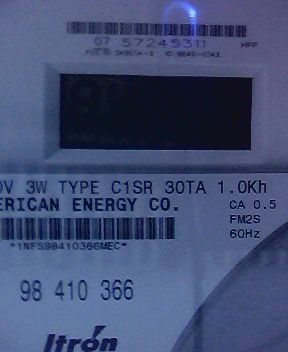 07 57245311
0V 3W TYPE C1SR 30TA 1.0Kh
ERICAN ENERGY CO. CA 0.5
FM2S
60Hz
*1NFS98410366MEC*
98 410 366
Itrón